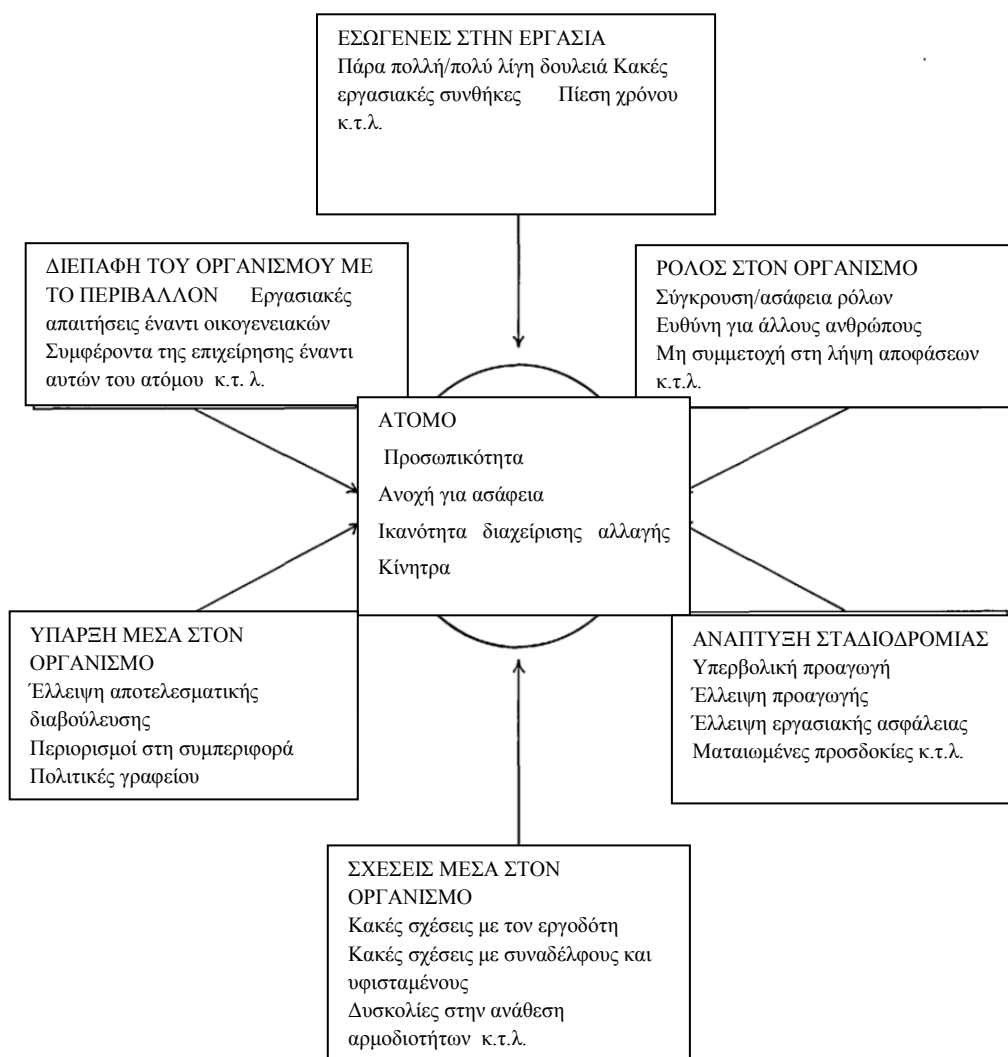 ΕΣΩΓΕΝΕΙΣ ΣΤΗΝ ΕΡΓΑΣΙΑ
Πάρα πολλή/πολύ λίγη δουλειά Κακές
εργασιακές συνθήκες Πίεση χρόνου
κ.τ.λ.
ΔΙΕΠΑΦΗ ΤΟΥ ΟΡΓΑΝΙΣΜΟΥ ΜΕ
ΤΟ ΠΕΡΙΒΑΛΛΟΝ Εργασιακές
απαιτήσεις έναντι οικογενειακών
Συμφέροντα της επιχείρησης έναντι
αυτών του ατόμου κ.τ. λ.
ΡΟΛΟΣ ΣΤΟΝ ΟΡΓΑΝΙΣΜΟ
Σύγκρουση/ασάφεια ρόλων
Ευθύνη για άλλους ανθρώπους
Μη συμμετοχή στη λήψη αποφάσεων
κ.τ.λ.
ΑΤΟΜΟ
Προσωπικότητα
Ανοχή για ασάφεια
Ικανότητα διαχείρισης αλλαγής
Κίνητρα
ΥΠΑΡΞΗ ΜΕΣΑ ΣΤΟΝ
ΟΡΓΑΝΙΣΜΟ
Έλλειψη αποτελεσματικής
διαβούλευσης
Περιορισμοί στη συμπεριφορά
Πολιτικές γραφείου
ΑΝΑΠΤΥΞΗ ΣΤΑΔΙΟΔΡΟΜΙΑΣ
Υπερβολική προαγωγή
Έλλειψη προαγωγής
Έλλειψη εργασιακής ασφάλειας
Ματαιωμένες προσδοκίες κ.τ.λ.
ΣΧΕΣΕΙΣ ΜΕΣΑ ΣΤΟΝ
ΟΡΓΑΝΙΣΜΟ
Κακές σχέσεις με τον εργοδότη
Κακές σχέσεις με συναδέλφους και
υφισταμένους
Δυσκολίες στην ανάθεση
αρμοδιοτήτων κ.τ.λ.